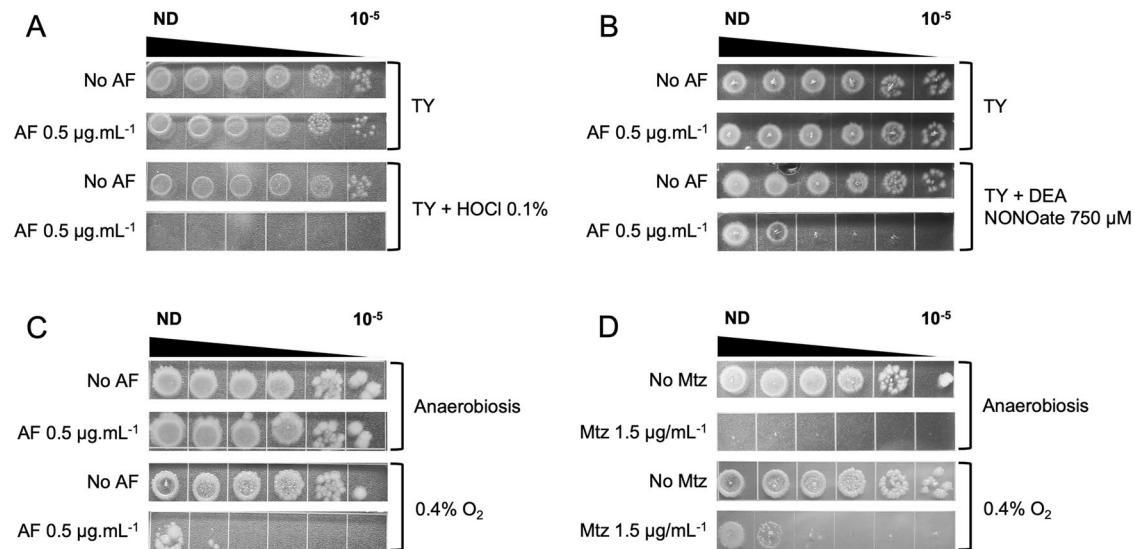 A
ND 10⁻⁵
No AF
AF 0.5 µg.mL⁻¹
TY
No AF
AF 0.5 µg.mL⁻¹
TY + HOCl 0.1%
B
ND 10⁻⁵
No AF
AF 0.5 µg.mL⁻¹
TY
No AF
AF 0.5 µg.mL⁻¹
TY + DEA
NONOate 750 µM
C
ND 10⁻⁵
No AF
AF 0.5 µg.mL⁻¹
Anaerobiosis
No AF
AF 0.5 µg.mL⁻¹
0.4% O₂
D
ND 10⁻⁵
No Mtz
Mtz 1.5 µg/mL⁻¹
Anaerobiosis
No Mtz
Mtz 1.5 µg/mL⁻¹
0.4% O₂